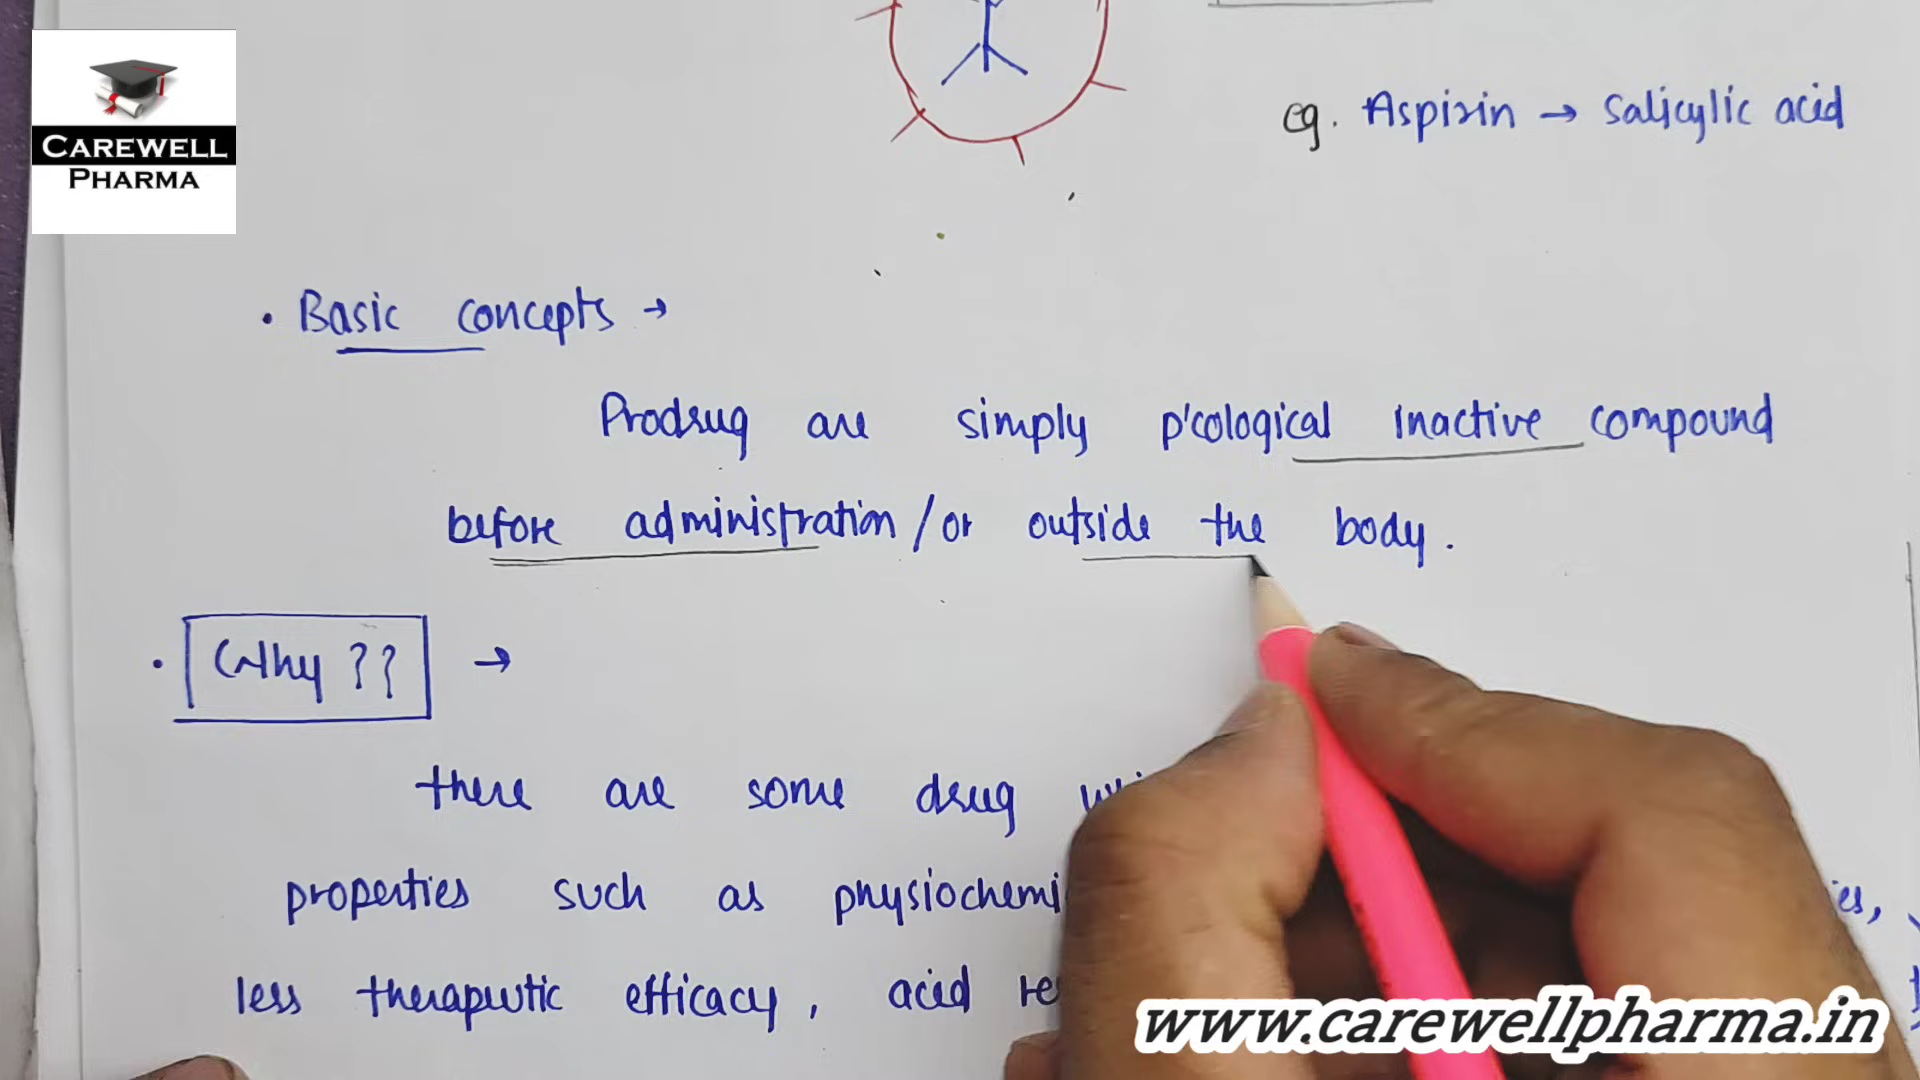 CAREWELL
PHARMA
eg. Aspirin → Salicylic acid
• Basic concepts →
Prodrug are simply p'cological inactive compound
before administration / or outside the body.
• Why ?? →
there are some drug
properties such as
less therapeutic efficacy, acid
www.carewellpharma.in